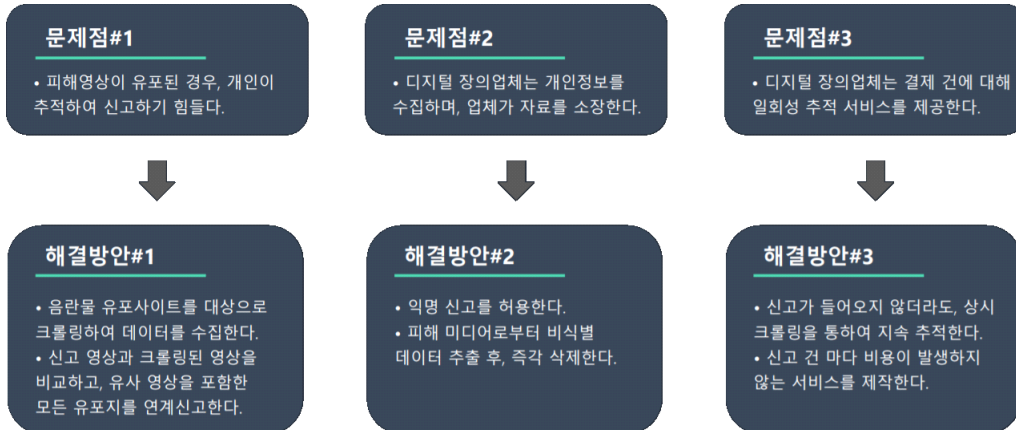 문제점#1
• 피해영상이 유포된 경우, 개인이
추적하여 신고하기 힘들다.
문제점#2
• 디지털 장의업체는 개인정보를
수집하며, 업체가 자료를 소장한다.
문제점#3
• 디지털 장의업체는 결제 건에 대해
일회성 추적 서비스를 제공한다.
해결방안#1
• 음란물 유포사이트를 대상으로
크롤링하여 데이터를 수집한다.
• 신고 영상과 크롤링된 영상을
비교하고, 유사 영상을 포함한
모든 유포지를 연계신고한다.
해결방안#2
• 익명 신고를 허용한다.
• 피해 미디어로부터 비식별
데이터 추출 후, 즉각 삭제한다.
해결방안#3
• 신고가 들어오지 않더라도, 상시
크롤링을 통하여 지속 추적한다.
• 신고 건 마다 비용이 발생하지
않는 서비스를 제작한다.